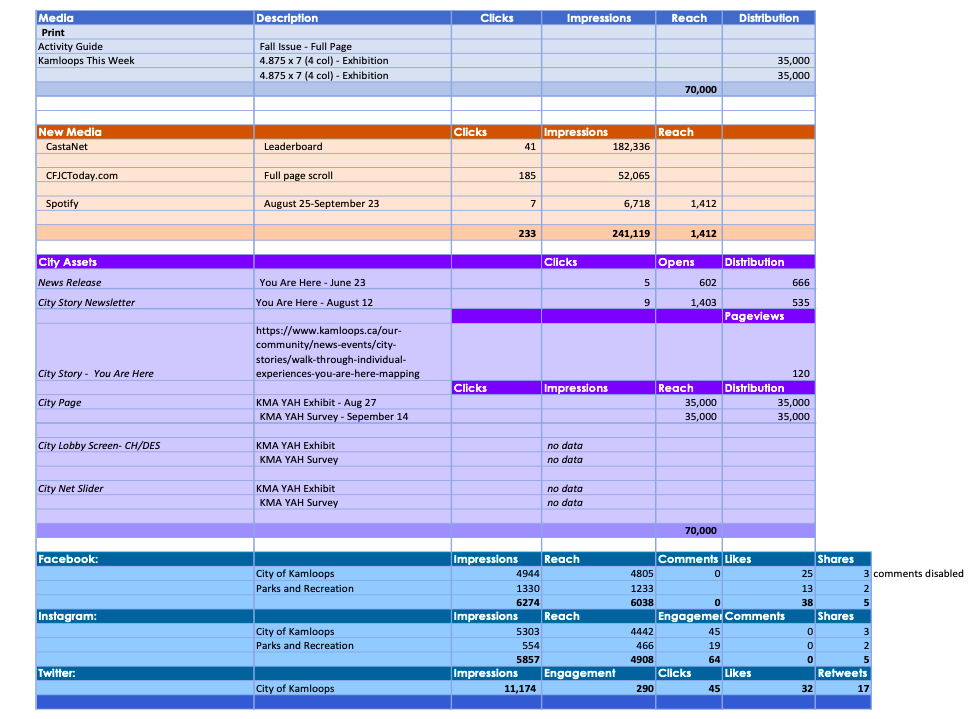 Media Description Clicks Impressions Reach Distribution
Print
Activity Guide Fall Issue - Full Page
Kamloops This Week 4.875 x 7 (4 col) - Exhibition 35,000
4.875 x 7 (4 col) - Exhibition 35,000
70,000
New Media Clicks Impressions Reach
CastaNet Leaderboard 41 182,336
CFJCToday.com Full page scroll 185 52,065
Spotify August 25-September 23 7 6,718 1,412
233 241,119 1,412
City Assets Clicks Opens Distribution
News Release You Are Here - June 23 5 602 666
City Story Newsletter You Are Here - August 12 9 1,403 535
Pageviews
https://www.kamloops.ca/our-
community/news-events/city-
stories/walk-through-individual-
City Story - You Are Here experiences-you-are-here-mapping 120
Clicks Impressions Reach Distribution
City Page KMA YAH Exhibit - Aug 27 35,000 35,000
KMA YAH Survey - Sepember 14 35,000 35,000
City Lobby Screen- CH/DES KMA YAH Exhibit no data
KMA YAH Survey no data
City Net Slider KMA YAH Exhibit no data
KMA YAH Survey no data
70,000
Facebook: Impressions Reach Comments Likes Shares
City of Kamloops 4944 4805 0 25 3 comments disabled
Parks and Recreation 1330 1233 13 2
6274 6038 0 38 5
Instagram: Impressions Reach Engagemen Comments Shares
City of Kamloops 5303 4442 45 0 3
Parks and Recreation 554 466 19 0 2
5857 4908 64 0 5
Twitter: Impressions Engagement Clicks Likes Retweets
City of Kamloops 11,174 290 45 32 17